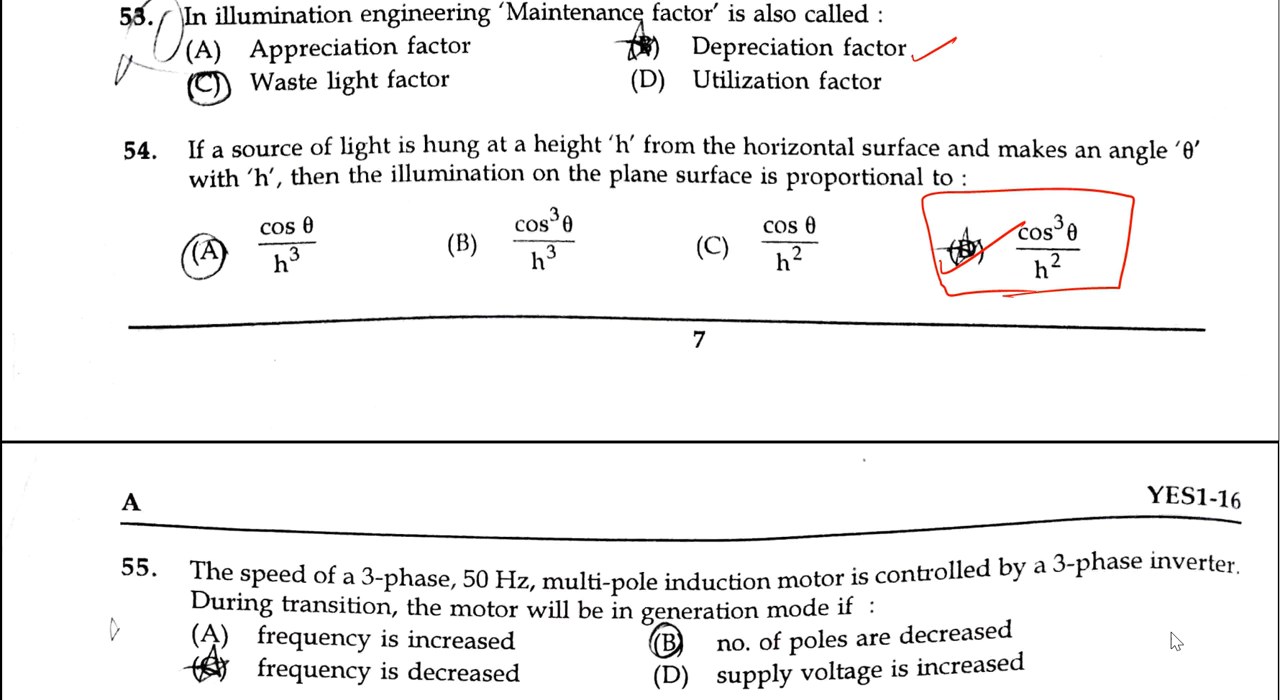 53. In illumination engineering 'Maintenance factor' is also called :
(A) Appreciation factor (B) Depreciation factor
(C) Waste light factor (D) Utilization factor
54. If a source of light is hung at a height 'h' from the horizontal surface and makes an angle 'θ'
with 'h', then the illumination on the plane surface is proportional to :
(A) cos θ / h³ (B) cos³θ / h³ (C) cos θ / h² (D) cos³θ / h²
7
A YES1-16
55. The speed of a 3-phase, 50 Hz, multi-pole induction motor is controlled by a 3-phase inverter.
During transition, the motor will be in generation mode if :
(A) frequency is increased (B) no. of poles are decreased
frequency is decreased (D) supply voltage is increased